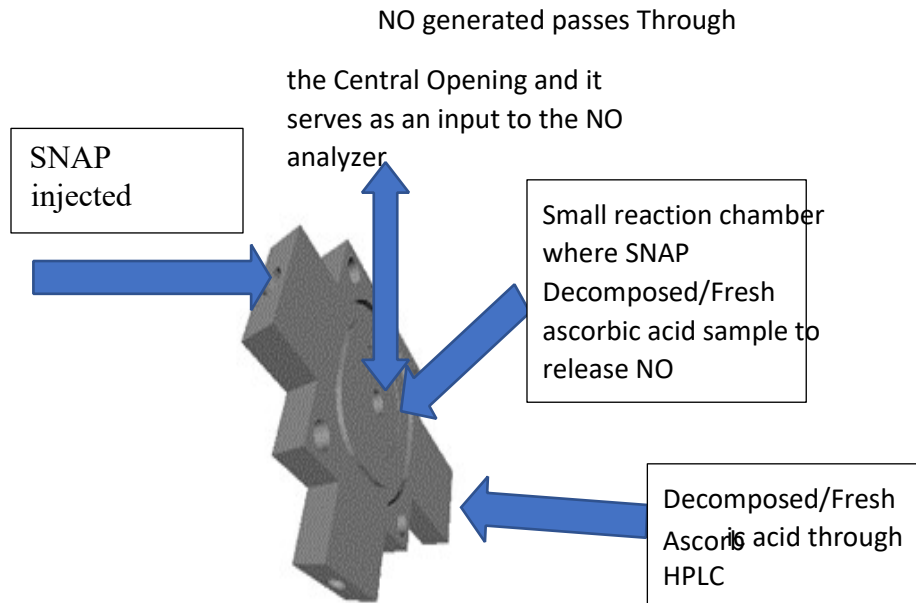 NO generated passes Through
the Central Opening and it
serves as an input to the NO
analyzer
SNAP
injected
Small reaction chamber
where SNAP
Decomposed/Fresh
ascorbic acid sample to
release NO
Decomposed/Fresh
Ascorbic acid through
HPLC